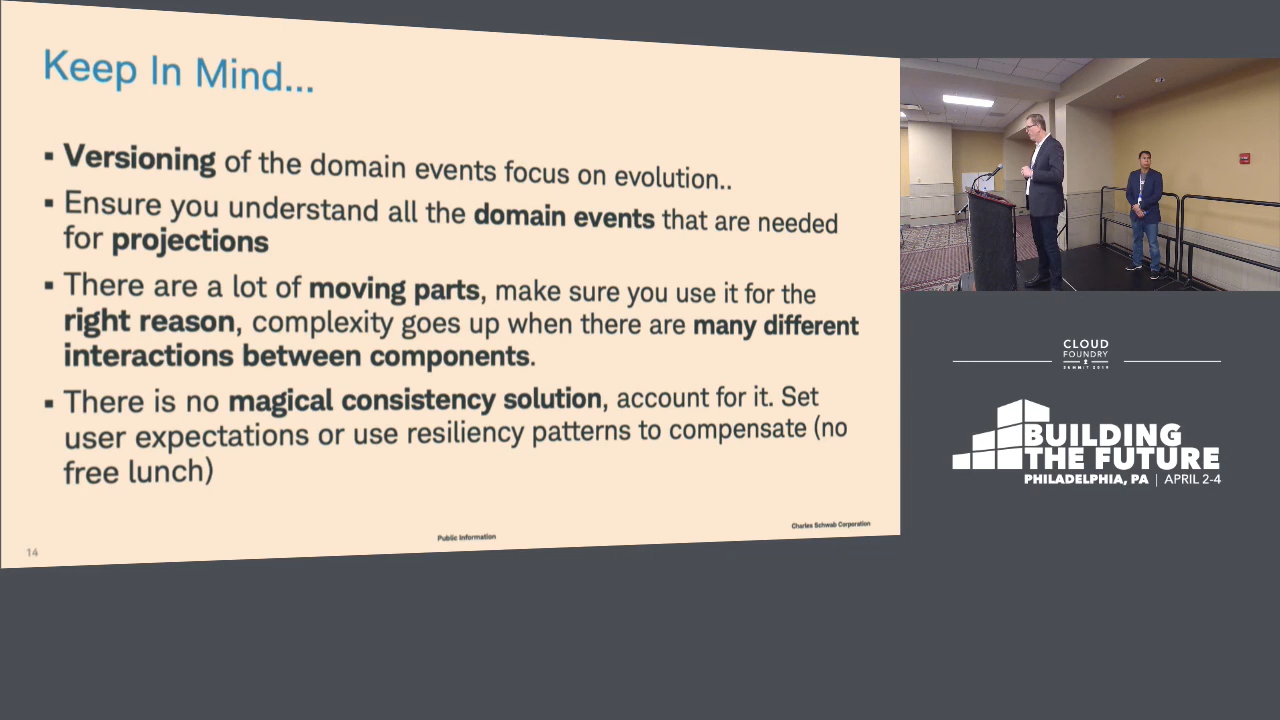 Keep In Mind...
▪ Versioning of the domain events focus on evolution..
▪ Ensure you understand all the domain events that are needed
for projections
▪ There are a lot of moving parts, make sure you use it for the
right reason, complexity goes up when there are many different
interactions between components.
▪ There is no magical consistency solution, account for it. Set
user expectations or use resiliency patterns to compensate (no
free lunch)
14
Public Information
Charles Schwab Corporation
CLOUD
FOUNDRY
SUMMIT 2019
BUILDING
THE FUTURE
PHILADELPHIA, PA | APRIL 2-4